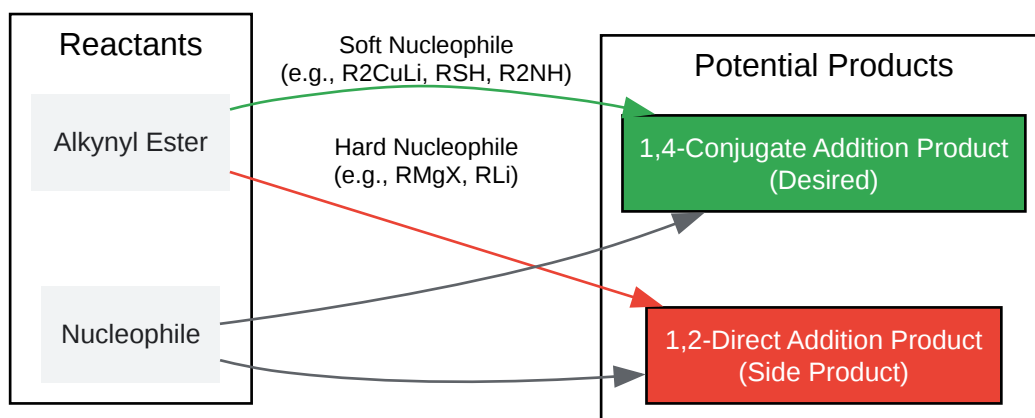 Reactants
Alkynyl Ester
Nucleophile
Soft Nucleophile
(e.g., R2CuLi, RSH, R2NH)
Hard Nucleophile
(e.g., RMgX, RLi)
Potential Products
1,4-Conjugate Addition Product
(Desired)
1,2-Direct Addition Product
(Side Product)